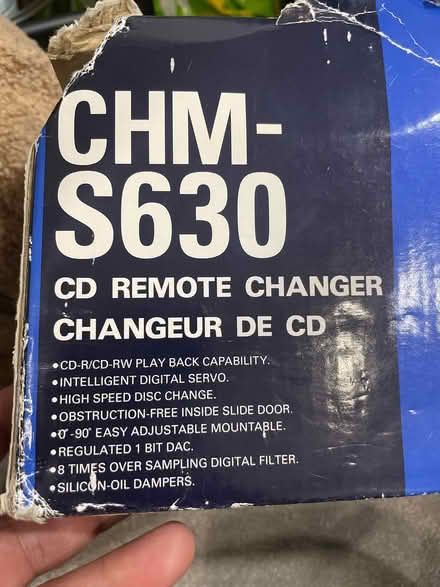 CHM-
S630
CD REMOTE CHANGER
CHANGEUR DE CD
•CD-R/CD-RW PLAY BACK CAPABILITY.
•INTELLIGENT DIGITAL SERVO.
•HIGH SPEED DISC CHANGE.
•OBSTRUCTION-FREE INSIDE SLIDE DOOR.
•0°-90° EASY ADJUSTABLE MOUNTABLE.
•REGULATED 1 BIT DAC.
•8 TIMES OVER SAMPLING DIGITAL FILTER.
•SILICON-OIL DAMPERS.